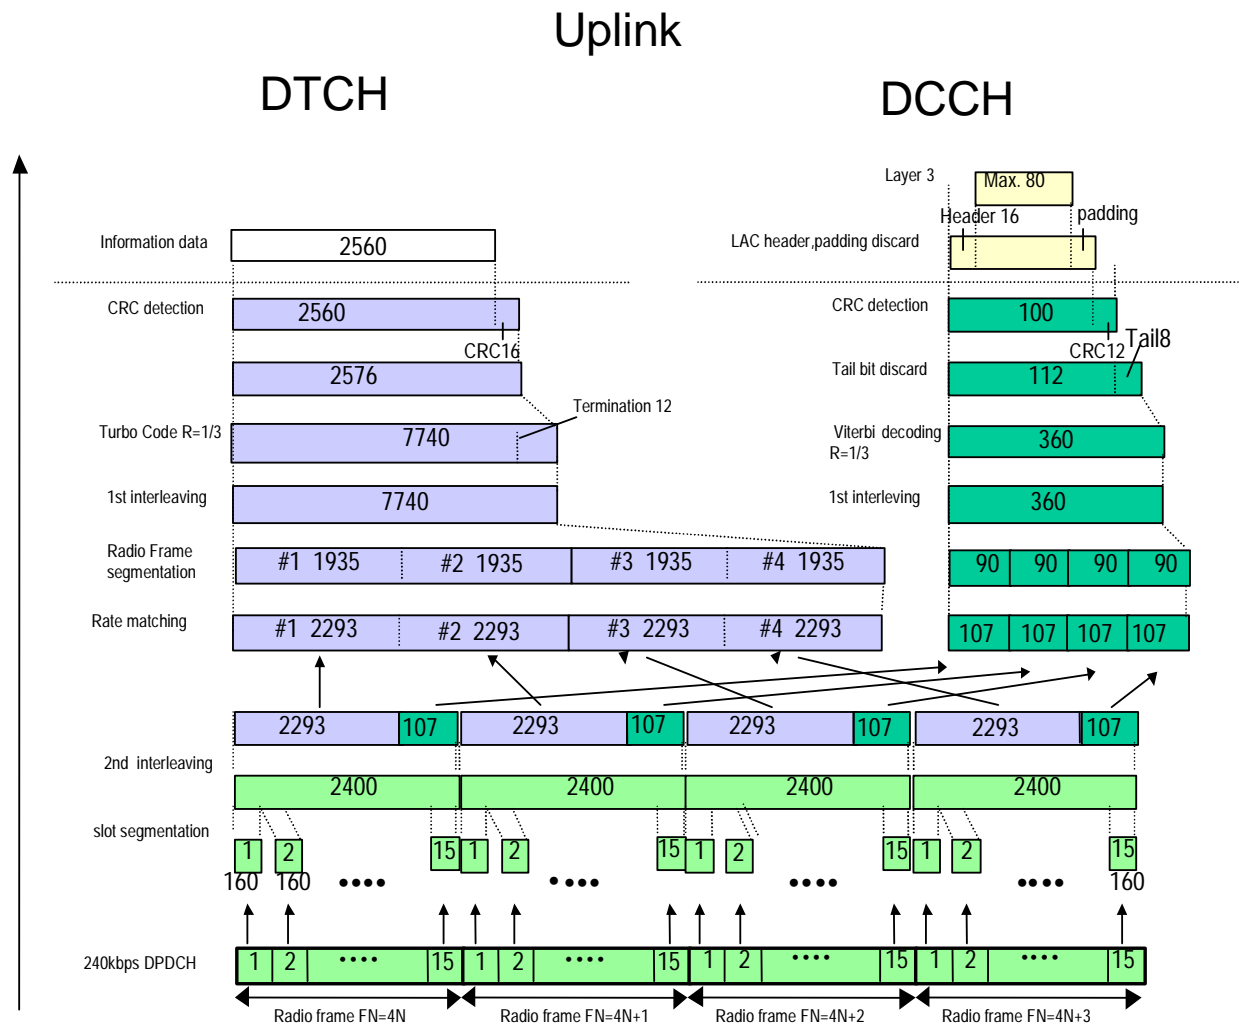 Uplink
DTCH
DCCH
Layer 3
Max. 80
Header 16
padding
Information data
2560
LAC header,padding discard
CRC detection
2560
CRC detection
100
CRC16
CRC12
Tail8
2576
Tail bit discard
112
Termination 12
Turbo Code R=1/3
7740
Viterbi decoding
R=1/3
360
1st interleaving
7740
1st interleving
360
Radio Frame
segmentation
#1 1935
#2 1935
#3 1935
#4 1935
90
90
90
90
Rate matching
#1 2293
#2 2293
#3 2293
#4 2293
107
107
107
107
2293
107
2293
107
2293
107
2293
107
2nd interleaving
2400
2400
2400
2400
slot segmentation
1
2
15
1
2
15
1
2
15
1
2
15
160
160
160
240kbps DPDCH
1
2
15
1
2
15
1
2
15
1
2
15
Radio frame FN=4N
Radio frame FN=4N+1
Radio frame FN=4N+2
Radio frame FN=4N+3